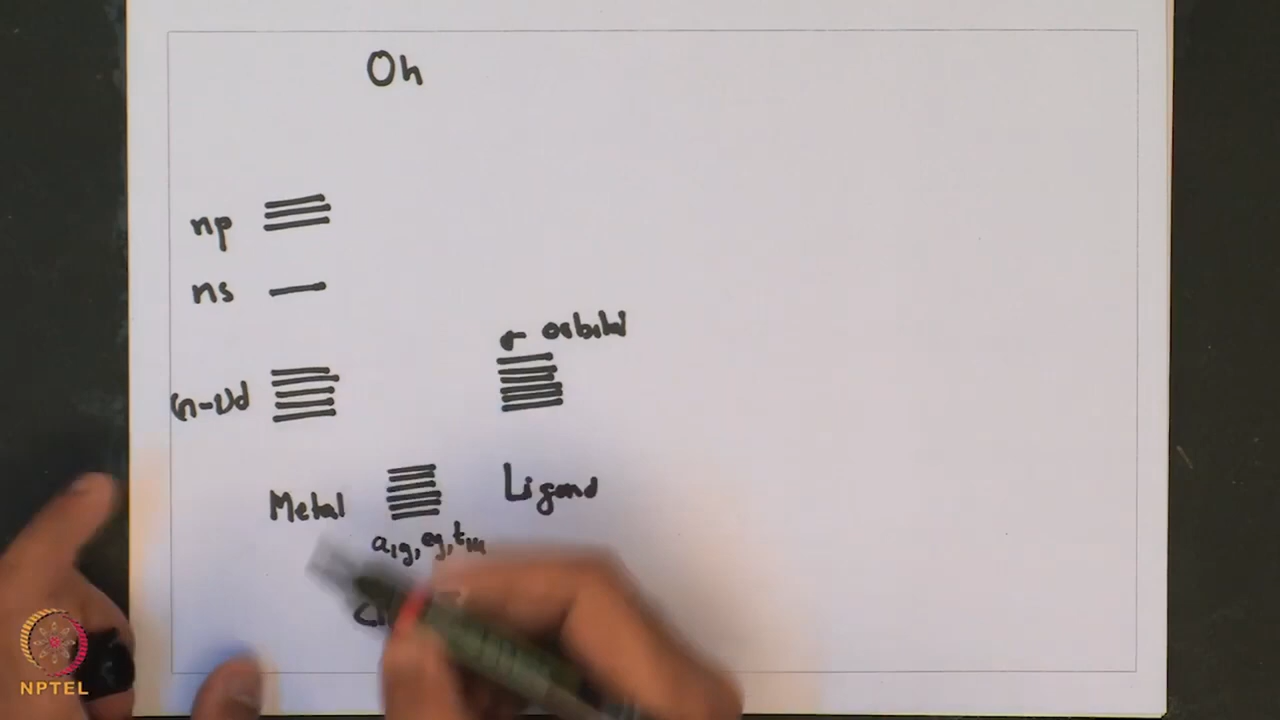 Oh
np
ns
σ orbital
(n-1)d
Metal
Ligand
a1g, eg, t1u
NPTEL